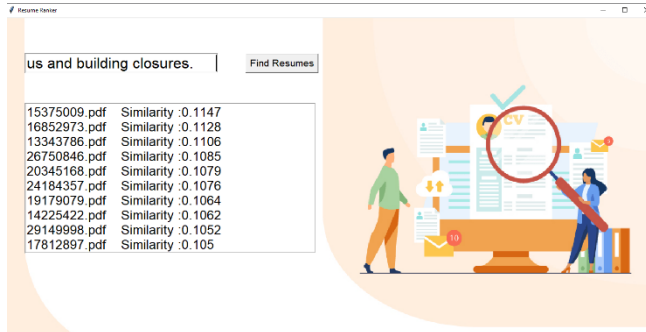 Resume Ranker
us and building closures.
Find Resumes
15375009.pdf Similarity :0.1147
16852973.pdf Similarity :0.1128
13343786.pdf Similarity :0.1106
26750846.pdf Similarity :0.1085
20345168.pdf Similarity :0.1079
24184357.pdf Similarity :0.1076
19179079.pdf Similarity :0.1064
14225422.pdf Similarity :0.1062
29149998.pdf Similarity :0.1052
17812897.pdf Similarity :0.105
CV
10